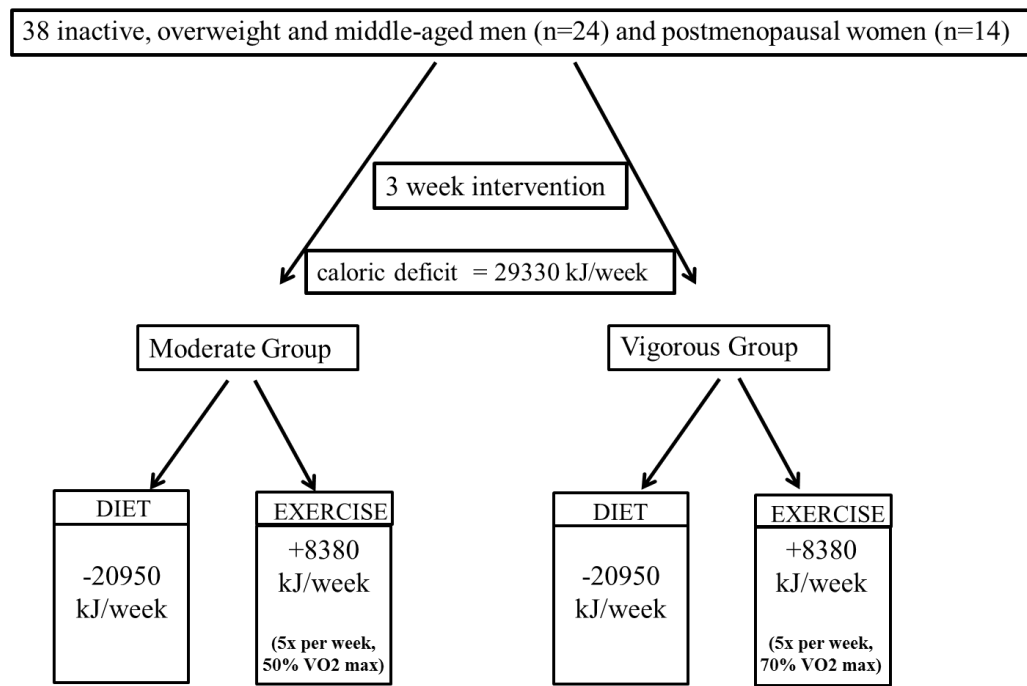 38 inactive, overweight and middle-aged men (n=24) and postmenopausal women (n=14)
3 week intervention
caloric deficit = 29330 kJ/week
Moderate Group
Vigorous Group
DIET
-20950
kJ/week
EXERCISE
+8380
kJ/week
(5x per week,
50% VO2 max)
DIET
-20950
kJ/week
EXERCISE
+8380
kJ/week
(5x per week,
70% VO2 max)